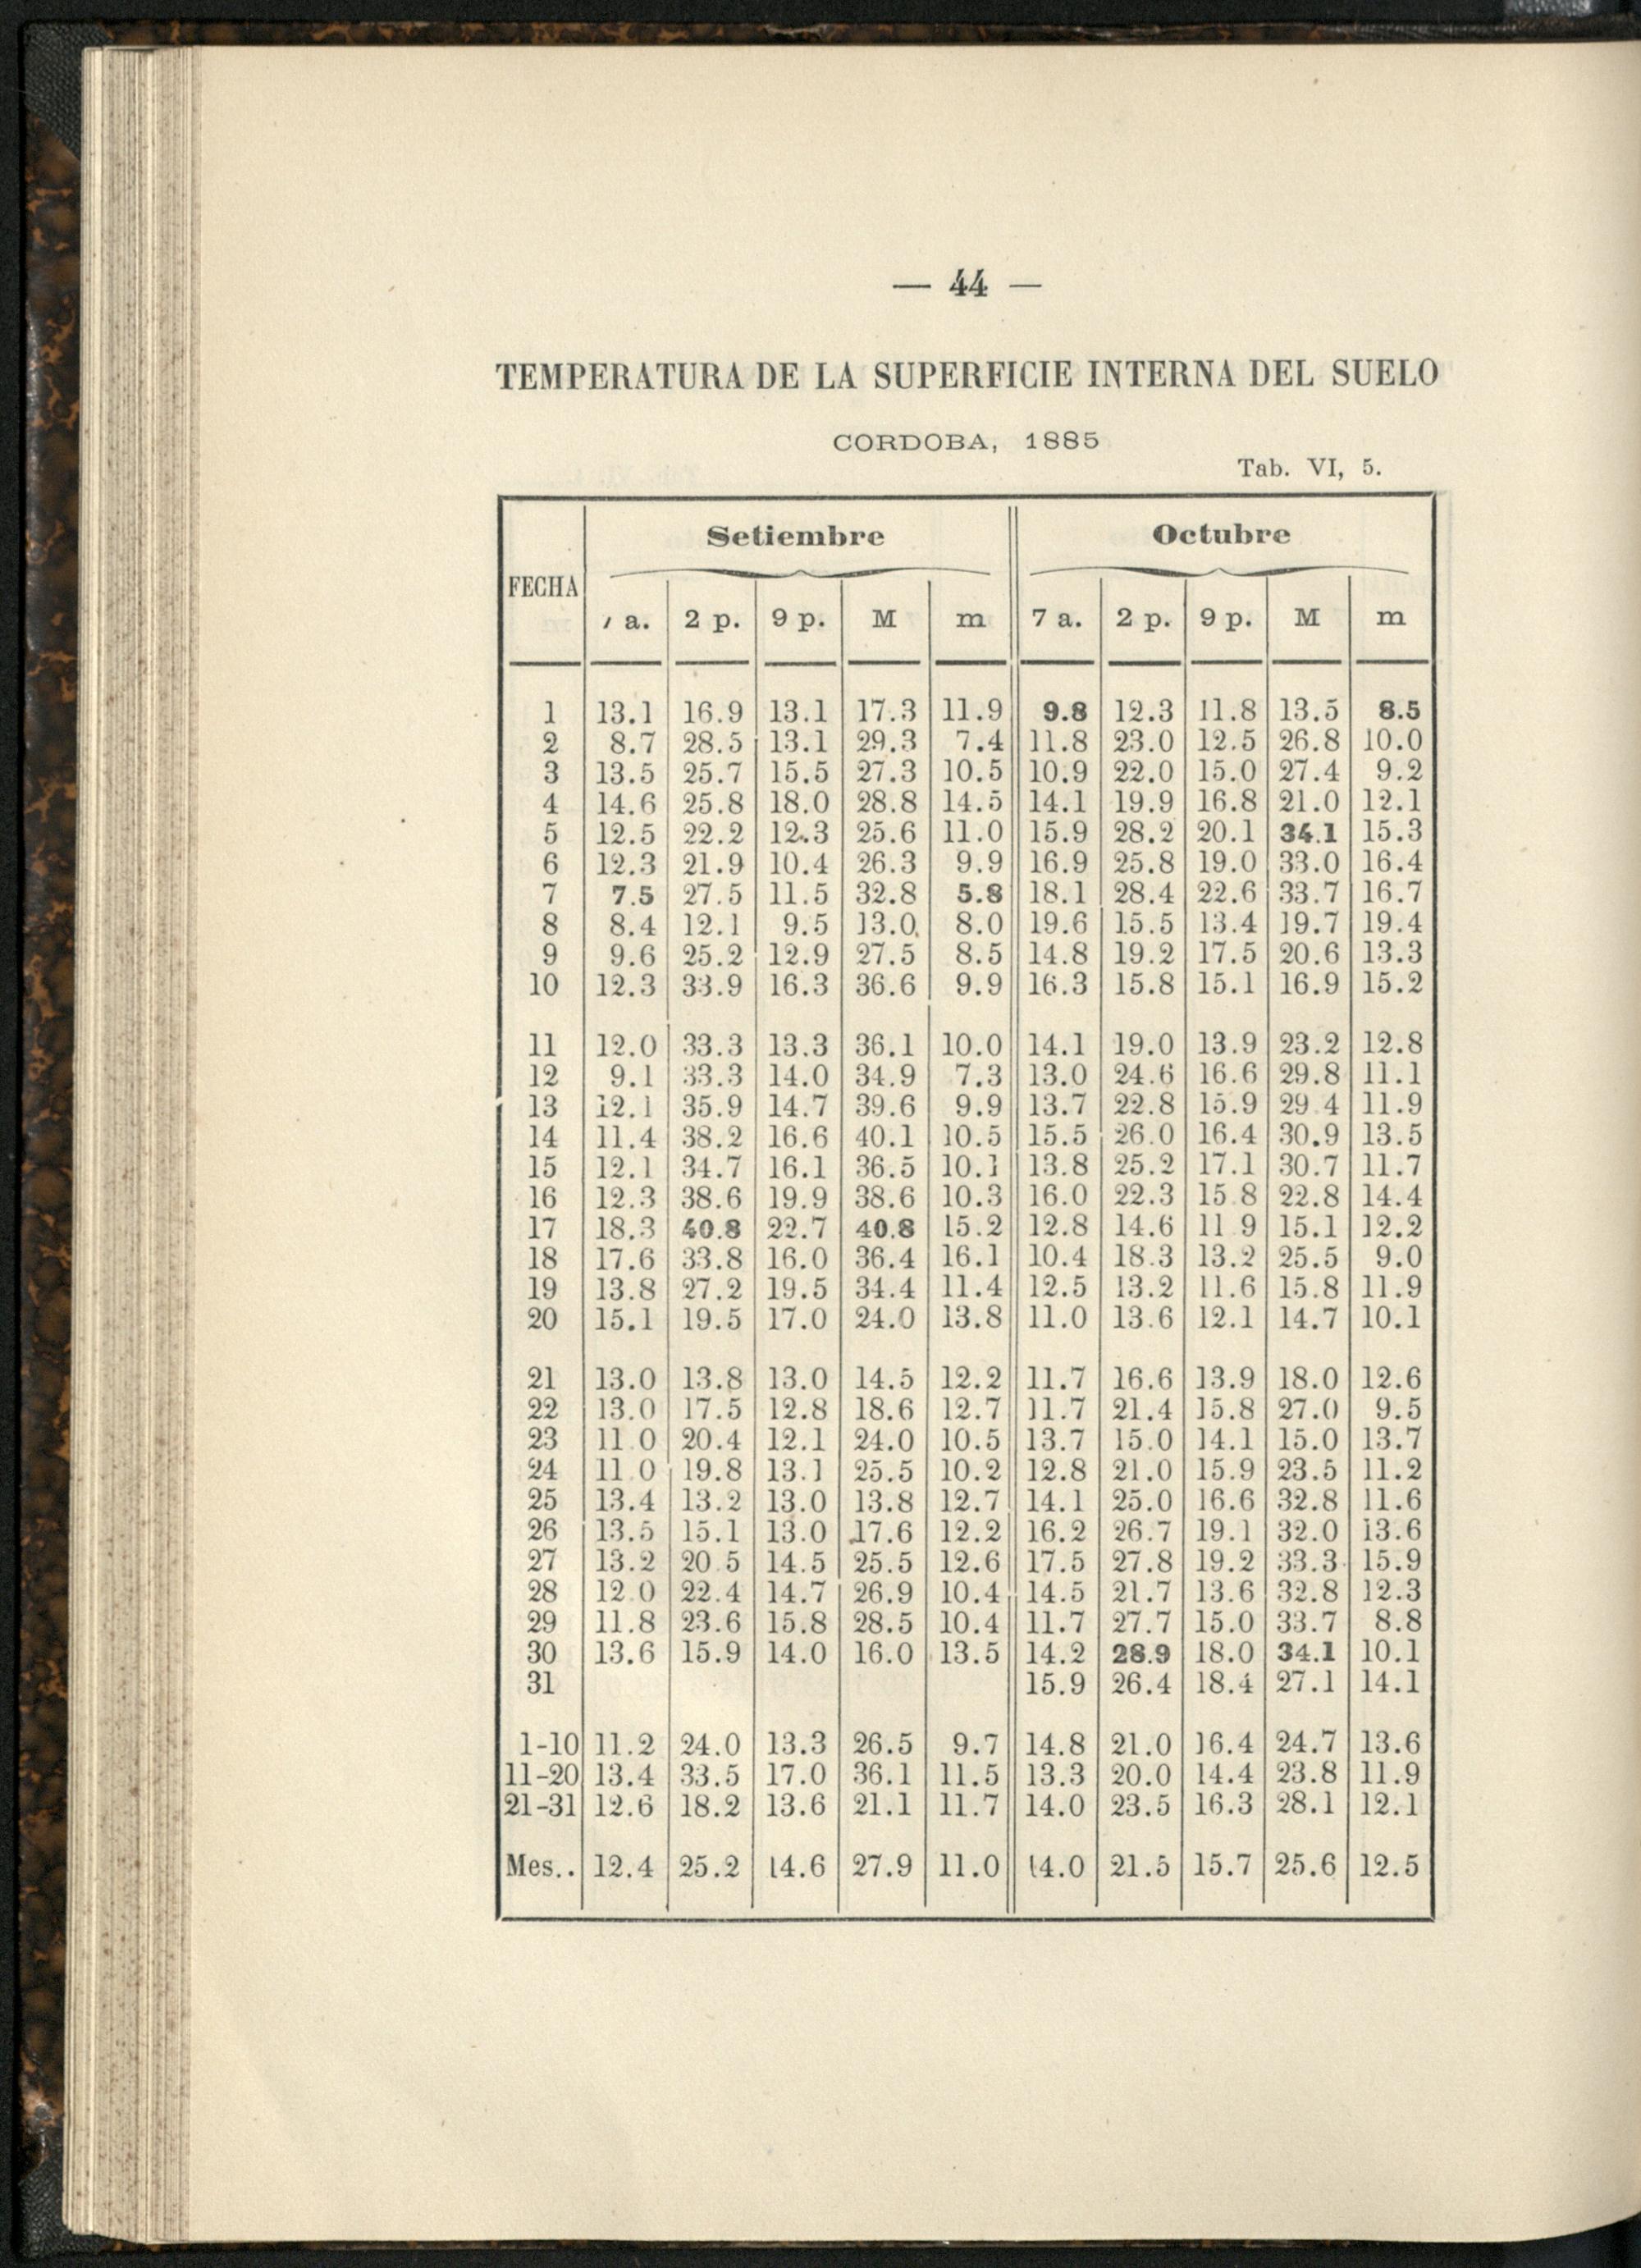 — 44 —
TEMPERATURA DE LA SUPERFICIE INTERNA DEL SUELO
CORDOBA, 1885
Tab. VI, 5.
Setiembre Octubre
FECHA
a. 2 p. 9 p. M m 7 a. 2 p. 9 p. M m
1 13.1 16.9 13.1 17.3 11.9 9.8 12.3 11.8 13.5 8.5
2 8.7 28.5 13.1 29.3 7.4 11.8 23.0 12.5 26.8 10.0
3 13.5 25.7 15.5 27.3 10.5 10.9 22.0 15.0 27.4 9.2
4 14.6 25.8 18.0 28.8 14.5 14.1 19.9 16.8 21.0 12.1
5 12.5 22.2 12.3 25.6 11.0 15.9 28.2 20.1 34.1 15.3
6 12.3 21.9 10.4 26.3 9.9 16.9 25.8 19.0 33.0 16.4
7 7.5 27.5 11.5 32.8 5.8 18.1 28.4 22.6 33.7 16.7
8 8.4 12.1 9.5 13.0 8.0 19.6 15.5 13.4 19.7 19.4
9 9.6 25.2 12.9 27.5 8.5 14.8 19.2 17.5 20.6 13.3
10 12.3 33.9 16.3 36.6 9.9 16.3 15.8 15.1 16.9 15.2
11 12.0 33.3 13.3 36.1 10.0 14.1 19.0 13.9 23.2 12.8
12 9.1 33.3 14.0 34.9 7.3 13.0 24.6 16.6 29.8 11.1
13 12.1 35.9 14.7 39.6 9.9 13.7 22.8 15.9 29.4 11.9
14 11.4 38.2 16.6 40.1 10.5 15.5 26.0 16.4 30.9 13.5
15 12.1 34.7 16.1 36.5 10.1 13.8 25.2 17.1 30.7 11.7
16 12.3 38.6 19.9 38.6 10.3 16.0 22.3 15.8 22.8 14.4
17 18.3 40.8 22.7 40.8 15.2 12.8 14.6 11.9 15.1 12.2
18 17.6 33.8 16.0 36.4 16.1 10.4 18.3 13.2 25.5 9.0
19 13.8 27.2 19.5 34.4 11.4 12.5 13.2 11.6 15.8 11.9
20 15.1 19.5 17.0 24.0 13.8 11.0 13.6 12.1 14.7 10.1
21 13.0 13.8 13.0 14.5 12.2 11.7 16.6 13.9 18.0 12.6
22 13.0 17.5 12.8 18.6 12.7 11.7 21.4 15.8 27.0 9.5
23 11.0 20.4 12.1 24.0 10.5 13.7 15.0 14.1 15.0 13.7
24 11.0 19.8 13.1 25.5 10.2 12.8 21.0 15.9 23.5 11.2
25 13.4 13.2 13.0 13.8 12.7 14.1 25.0 16.6 32.8 11.6
26 13.5 15.1 13.0 17.6 12.2 16.2 26.7 19.1 32.0 13.6
27 13.2 20.5 14.5 25.5 12.6 17.5 27.8 19.2 33.3 15.9
28 12.0 22.4 14.7 26.9 10.4 14.5 21.7 13.6 32.8 12.3
29 11.8 23.6 15.8 28.5 10.4 11.7 27.7 15.0 33.7 8.8
30 13.6 15.9 14.0 16.0 13.5 14.2 28.9 18.0 34.1 10.1
31 15.9 26.4 18.4 27.1 14.1
1-10 11.2 24.0 13.3 26.5 9.7 14.8 21.0 16.4 24.7 13.6
11-20 13.4 33.5 17.0 36.1 11.5 13.3 20.0 14.4 23.8 11.9
21-31 12.6 18.2 13.6 21.1 11.7 14.0 23.5 16.3 28.1 12.1
Mes.. 12.4 25.2 14.6 27.9 11.0 14.0 21.5 15.7 25.6 12.5